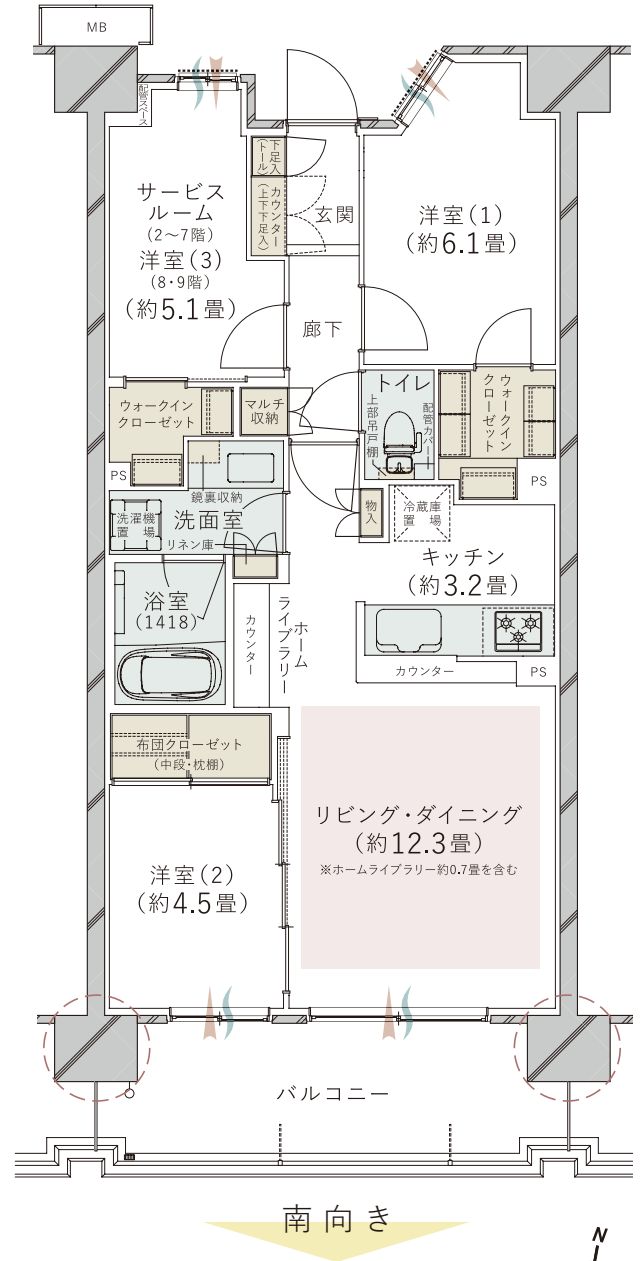 MB
配管スペース
下足入
(トール)
カウンター
(上下下足入)
玄関
サービス
ルーム
(2〜7階)
洋室(3)
(8・9階)
(約5.1畳)
洋室(1)
(約6.1畳)
廊下
ウォークイン
クローゼット
マルチ
収納
トイレ
上部吊戸棚
配管カバー
ウォークイン
クローゼット
PS
PS
鏡裏収納
洗濯機
置場
洗面室
リネン庫
物入
冷蔵庫
置場
キッチン
(約3.2畳)
浴室
(1418)
カウンター
ホーム
ライブラリー
カウンター
PS
布団クローゼット
(中段・枕棚)
リビング・ダイニング
(約12.3畳)
※ホームライブラリー約0.7畳を含む
洋室(2)
(約4.5畳)
バルコニー
南向き
N